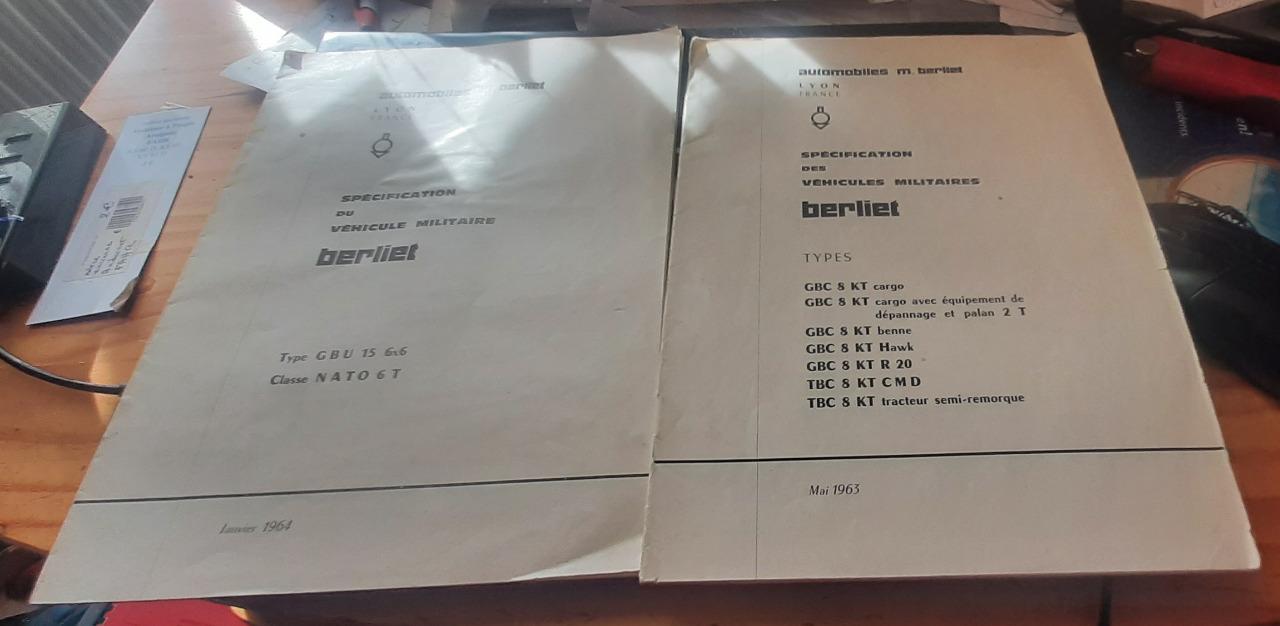 automobiles m. berliet
LYON
FRANCE
SPÉCIFICATION
DU
VÉHICULE MILITAIRE
berliet
Type GBU 15 6x6
Classe NATO 6 T
Janvier 1964
automobiles m. berliet
LYON
FRANCE
SPÉCIFICATION
DES
VÉHICULES MILITAIRES
berliet
TYPES
GBC 8 KT cargo
GBC 8 KT cargo avec équipement de
dépannage et palan 2 T
GBC 8 KT benne
GBC 8 KT Hawk
GBC 8 KT R 20
TBC 8 KT CMD
TBC 8 KT tracteur semi-remorque
Mai 1963